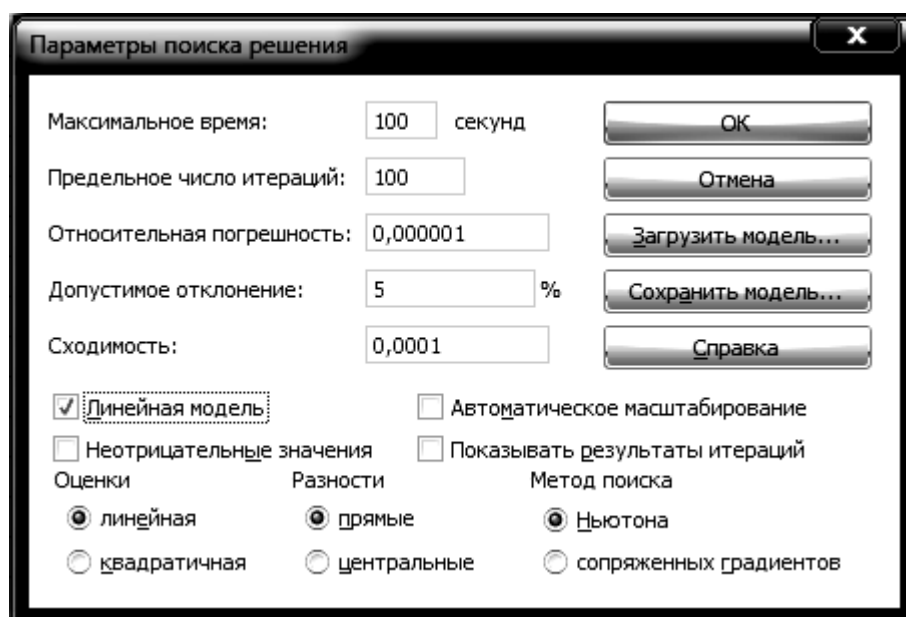 Параметры поиска решения
Максимальное время: 100 секунд OK
Предельное число итераций: 100 Отмена
Относительная погрешность: 0,000001 Загрузить модель...
Допустимое отклонение: 5 % Сохранить модель...
Сходимость: 0,0001 Справка
Линейная модель Автоматическое масштабирование
Неотрицательные значения Показывать результаты итераций
Оценки Разности Метод поиска
линейная прямые Ньютона
квадратичная центральные сопряженных градиентов